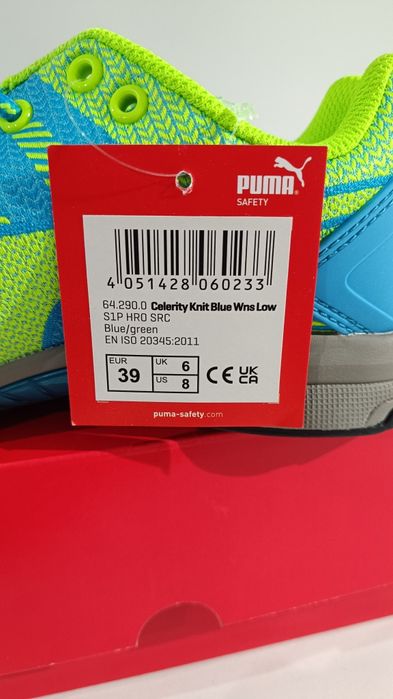 PUMA
SAFETY
4 051428 060233
64.290.0 Celerity Knit Blue Wns Low
S1P HRO SRC
Blue/green
EN ISO 20345:2011
EUR
39
UK 6
US 8
CE UK CA
puma-safety.com